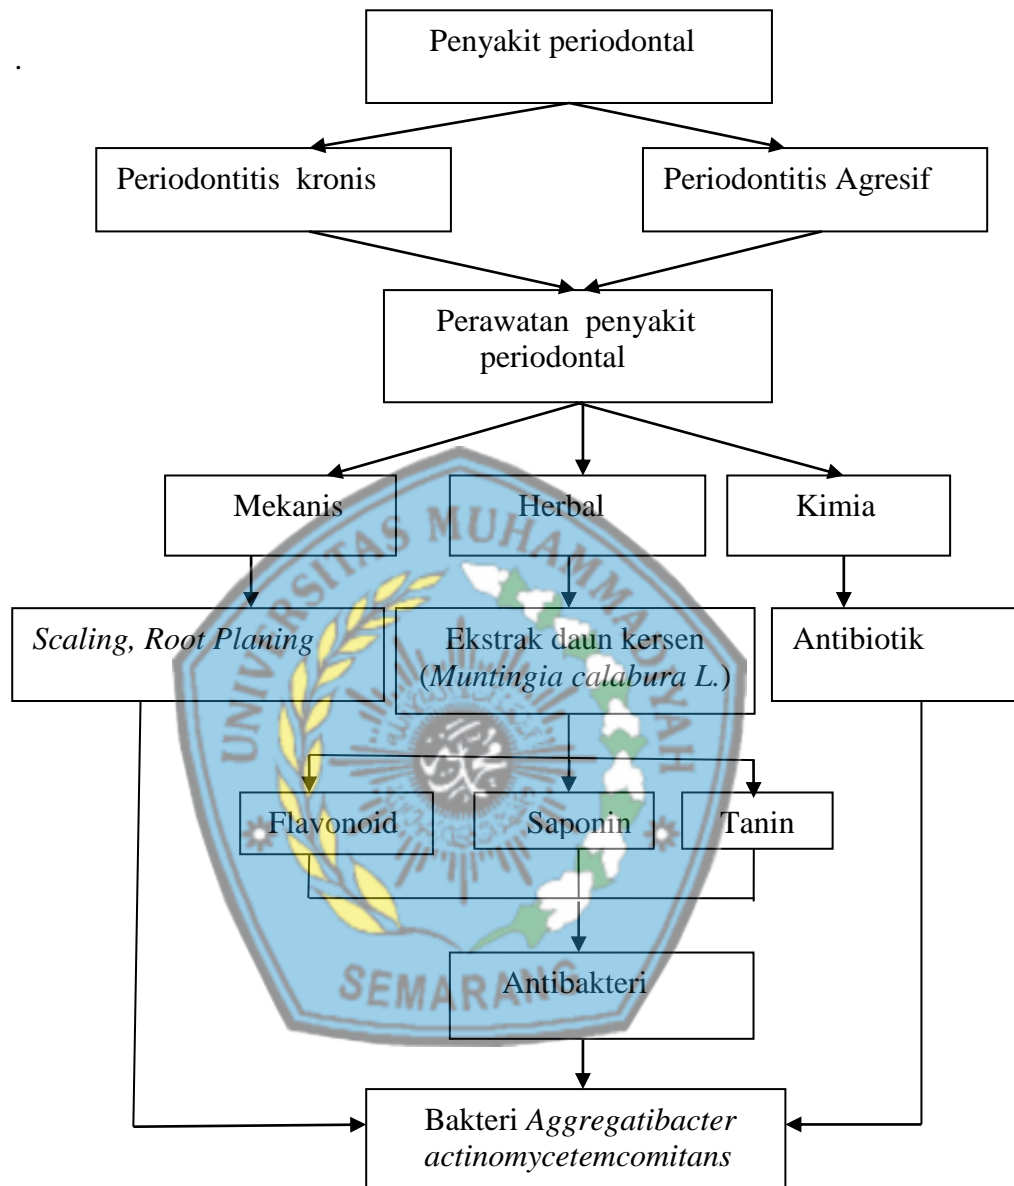 .
Penyakit periodontal
Periodontitis kronis
Periodontitis Agresif
Perawatan penyakit
periodontal
Mekanis
Herbal
Kimia
Scaling, Root Planing
Ekstrak daun kersen
(Muntingia calabura L.)
Antibiotik
Flavonoid
Saponin
Tanin
Antibakteri
Bakteri Aggregatibacter
actinomycetemcomitans
UNIVERSITAS MUHAMMADIYAH
SEMARANG